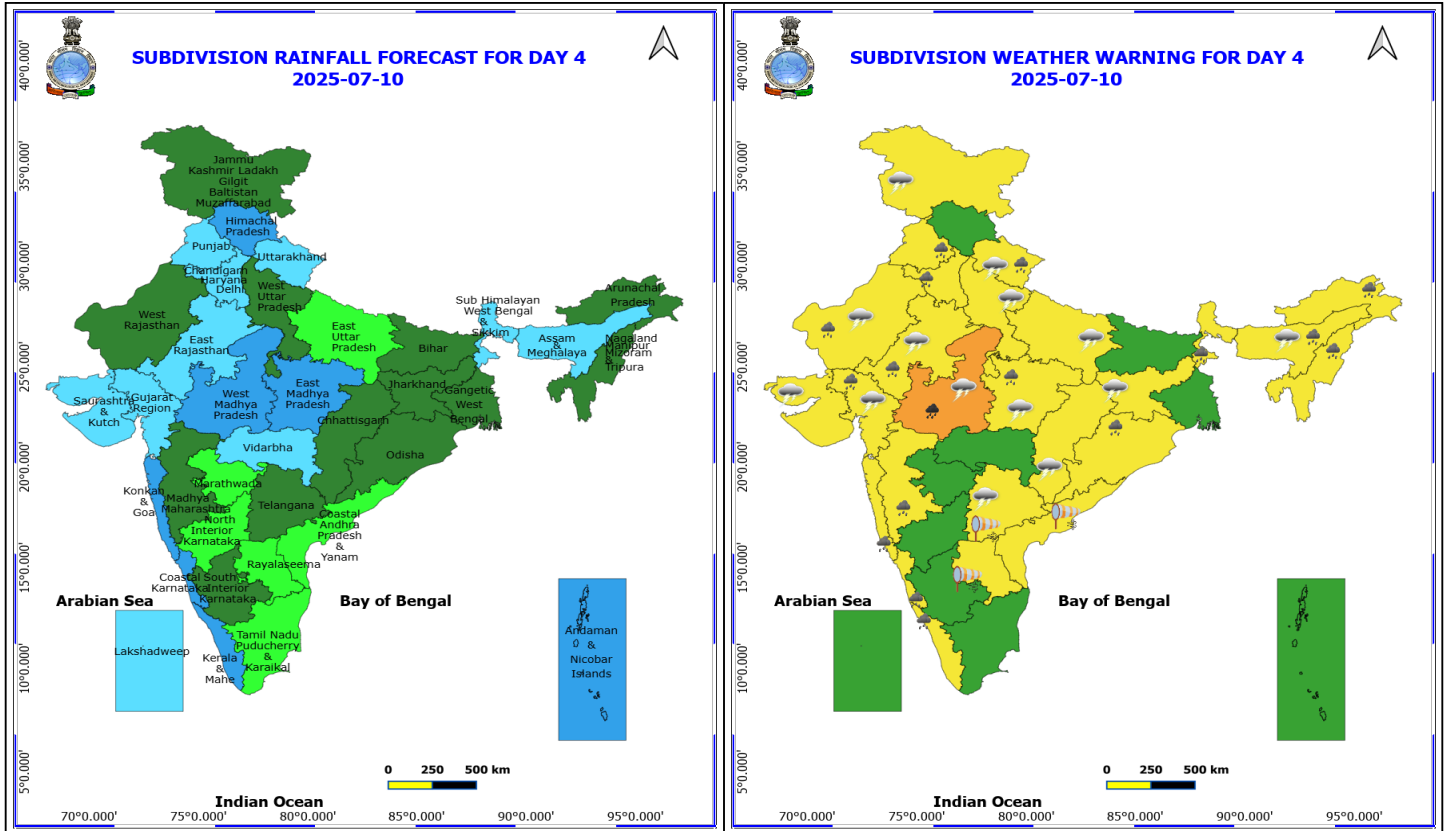 SUBDIVISION RAINFALL FORECAST FOR DAY 4
2025-07-10
40°0.000'
35°0.000'
30°0.000'
25°0.000'
20°0.000'
15°0.000'
10°0.000'
5°0.000'
Jammu
Kashmir Ladakh
Gilgit
Baltistan
Muzaffarabad
Himachal
Pradesh
Punjab
Uttarakhand
Chandigarh
Haryana
Delhi
West
Uttar
Pradesh
West
Rajasthan
East
Rajasthan
East
Uttar
Pradesh
Sub Himalayan
West Bengal
&
Sikkim
Arunachal
Pradesh
Assam
&
Meghalaya
Nagaland
Manipur
Mizoram
&
Tripura
Bihar
Jharkhand
Gangetic
West
Bengal
Saurashtra
&
Kutch
Gujarat
Region
West
Madhya
Pradesh
East
Madhya
Pradesh
Chhattisgarh
Odisha
Vidarbha
Konkan
&
Goa
Madhya
Maharashtra
Marathwada
Telangana
North
Interior
Karnataka
Coastal
Andhra
Pradesh
&
Yanam
Rayalaseema
Coastal
Karnataka
South
Interior
Karnataka
Tamil Nadu
Puducherry
&
Karaikal
Kerala
&
Mahe
Lakshadweep
Andaman
&
Nicobar
Islands
Arabian Sea
Bay of Bengal
Indian Ocean
0 250 500 km
70°0.000' 75°0.000' 80°0.000' 85°0.000' 90°0.000' 95°0.000'
SUBDIVISION WEATHER WARNING FOR DAY 4
2025-07-10
40°0.000'
35°0.000'
30°0.000'
25°0.000'
20°0.000'
15°0.000'
10°0.000'
5°0.000'
Arabian Sea
Bay of Bengal
Indian Ocean
0 250 500 km
70°0.000' 75°0.000' 80°0.000' 85°0.000' 90°0.000' 95°0.000'